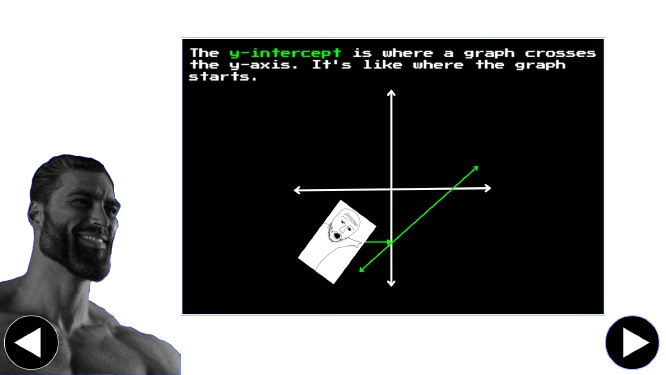 The y-intercept is where a graph crosses
the y-axis. It's like where the graph
starts.